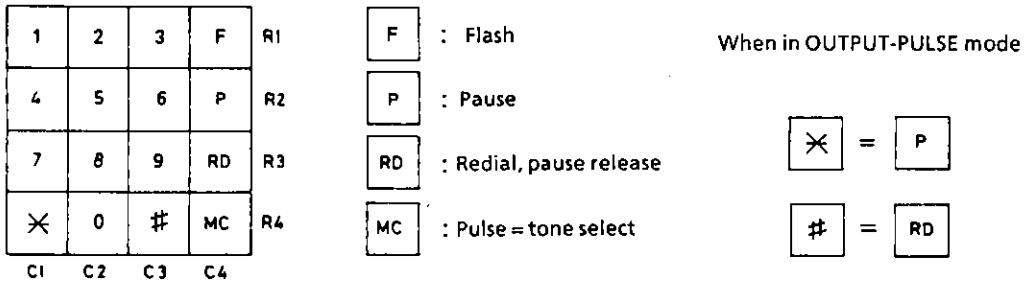 1 2 3 F R1
4 5 6 P R2
7 8 9 RD R3
* 0 # MC R4
C1 C2 C3 C4
F : Flash
P : Pause
RD : Redial, pause release
MC : Pulse = tone select
When in OUTPUT-PULSE mode
* = P
# = RD